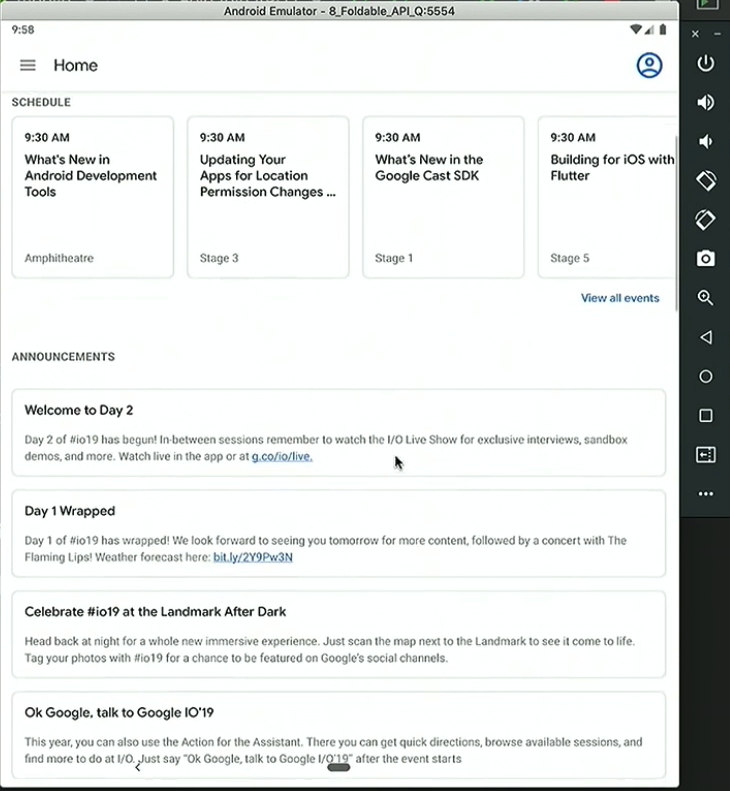 Android Emulator - 8_Foldable_API_Q:5554
9:58
Home
SCHEDULE
9:30 AM
What's New in
Android Development
Tools
Amphitheatre
9:30 AM
Updating Your
Apps for Location
Permission Changes ...
Stage 3
9:30 AM
What's New in the
Google Cast SDK
Stage 1
9:30 AM
Building for iOS with
Flutter
Stage 5
View all events
ANNOUNCEMENTS
Welcome to Day 2
Day 2 of #io19 has begun! In-between sessions remember to watch the I/O Live Show for exclusive interviews, sandbox
demos, and more. Watch live in the app or at g.co/io/live.
Day 1 Wrapped
Day 1 of #io19 has wrapped! We look forward to seeing you tomorrow for more content, followed by a concert with The
Flaming Lips! Weather forecast here: bit.ly/2Y9Pw3N
Celebrate #io19 at the Landmark After Dark
Head back at night for a whole new immersive experience. Just scan the map next to the Landmark to see it come to life.
Tag your photos with #io19 for a chance to be featured on Google's social channels.
Ok Google, talk to Google IO'19
This year, you can also use the Action for the Assistant. There you can get quick directions, browse available sessions, and
find more to do at I/O. Just say "Ok Google, talk to Google I/O'19" after the event starts